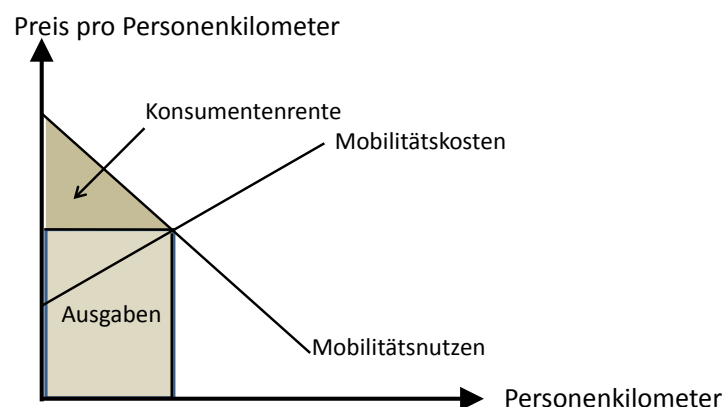 Preis pro Personenkilometer
Konsumentenrente
Mobilitätskosten
Ausgaben
Mobilitätsnutzen
Personenkilometer